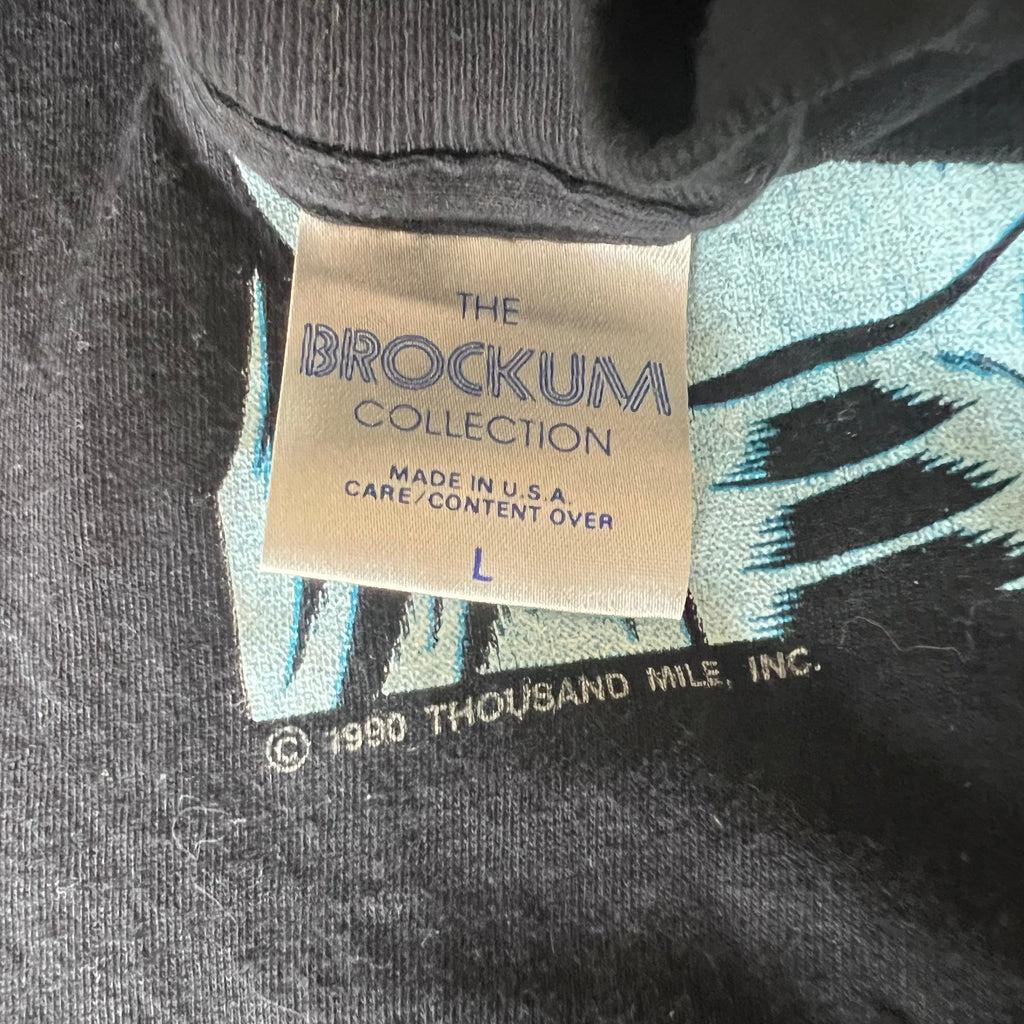 THE
BROCKUM
COLLECTION
MADE IN U.S.A.
CARE/CONTENT OVER
L
© 1990 THOUSAND MILE, INC.